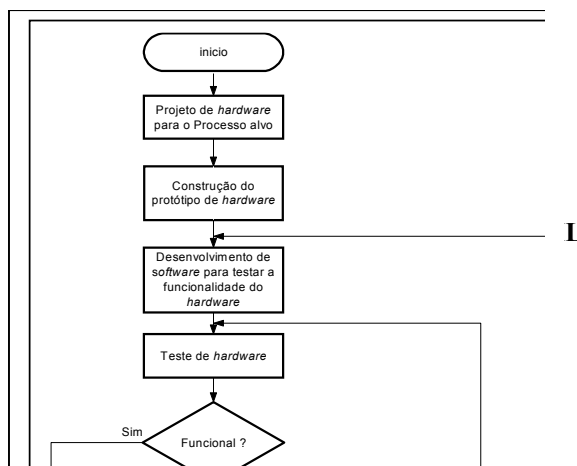 inicio
Projeto de hardware
para o Processo alvo
Construção do
protótipo de hardware
Desenvolvimento de
software para testar a
funcionalidade do
hardware
Teste de hardware
Sim
Funcional ?